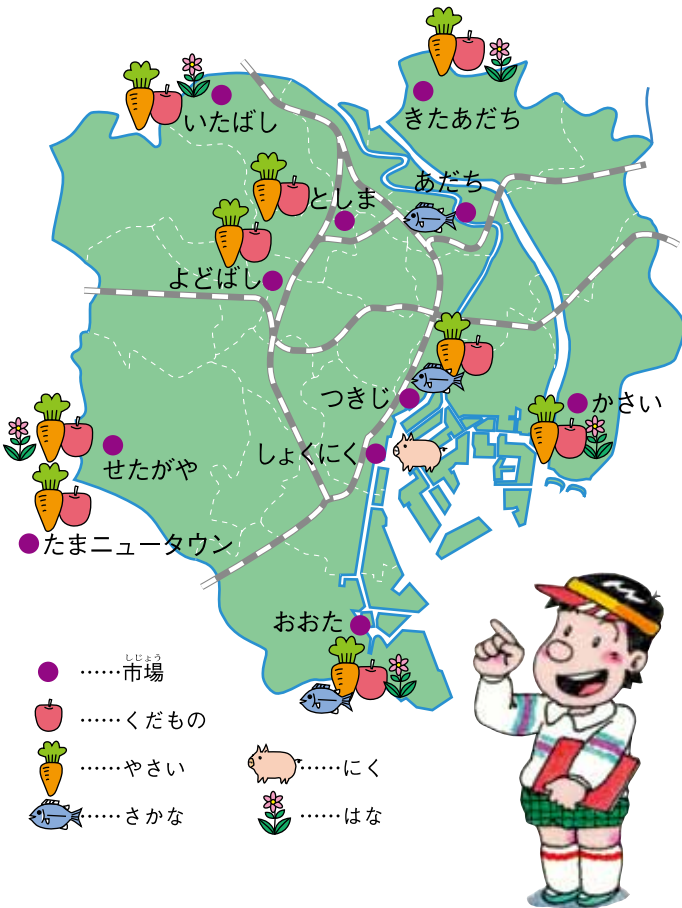 きたあだち
いたばし
あだち
としま
よどばし
つきじ
かさい
しょくにく
せたがや
たまニュータウン
おおた
しじょう
……市場
……くだもの
……やさい
……にく
……さかな
……はな